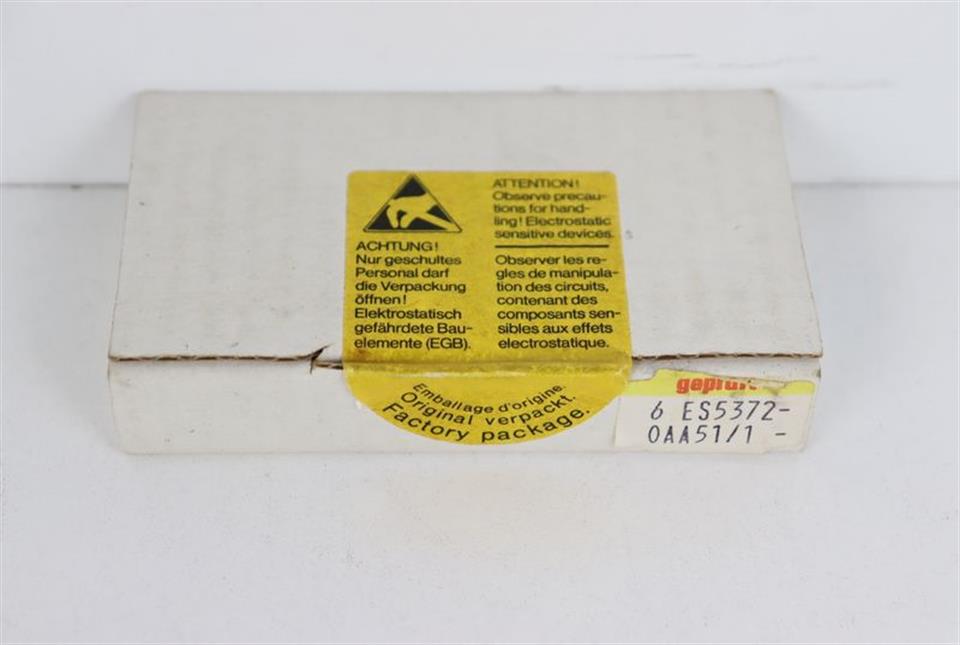 ACHTUNG!
Nur geschultes
Personal darf
die Verpackung
öffnen!
Elektrostatisch
gefährdete Bau-
elemente (EGB).
ATTENTION!
Observe precau-
tions for hand-
ling! Electrostatic
sensitive devices.
Observer les re-
gles de manipula-
tion des circuits,
contenant des
composants sen-
sibles aux effets
electrostatique.
Emballage d'origine.
Original verpackt.
Factory package.
geprüft
6 ES5372-
0AA51/1 -